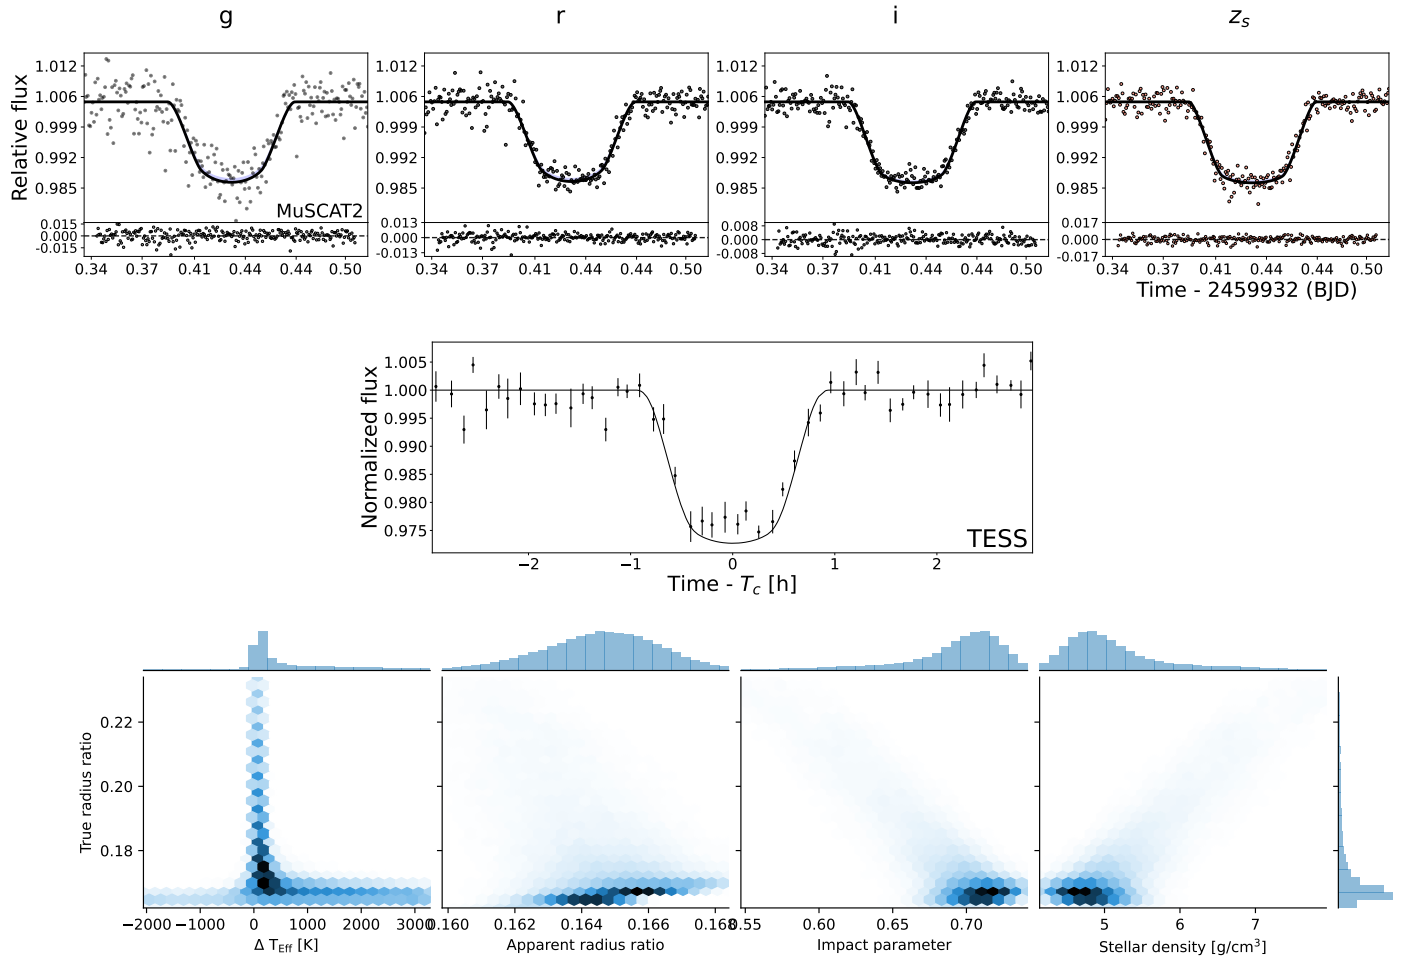 g r i z_s
Relative flux
1.012 1.012 1.012 1.012
1.006 1.006 1.006 1.006
0.999 0.999 0.999 0.999
0.992 0.992 0.992 0.992
0.985 0.985 0.985 0.985
MuSCAT2
0.015 0.013 0.008 0.017
0.000 0.000 0.000 0.000
-0.015 -0.013 -0.008 -0.017
0.34 0.37 0.41 0.44 0.44 0.50 0.34 0.37 0.41 0.44 0.44 0.50 0.34 0.37 0.41 0.44 0.44 0.50 0.34 0.37 0.41 0.44 0.44 0.50
Time - 2459932 (BJD)
Normalized flux
1.005
1.000
0.995
0.990
0.985
0.980
0.975
TESS
−2 −1 0 1 2
Time - T_c [h]
True radius ratio
0.22
0.20
0.18
−2000 −1000 0 1000 2000 3000 0.160 0.162 0.164 0.166 0.168 0.55 0.60 0.65 0.70 5 6 7
Δ T_Eff [K] Apparent radius ratio Impact parameter Stellar density [g/cm³]